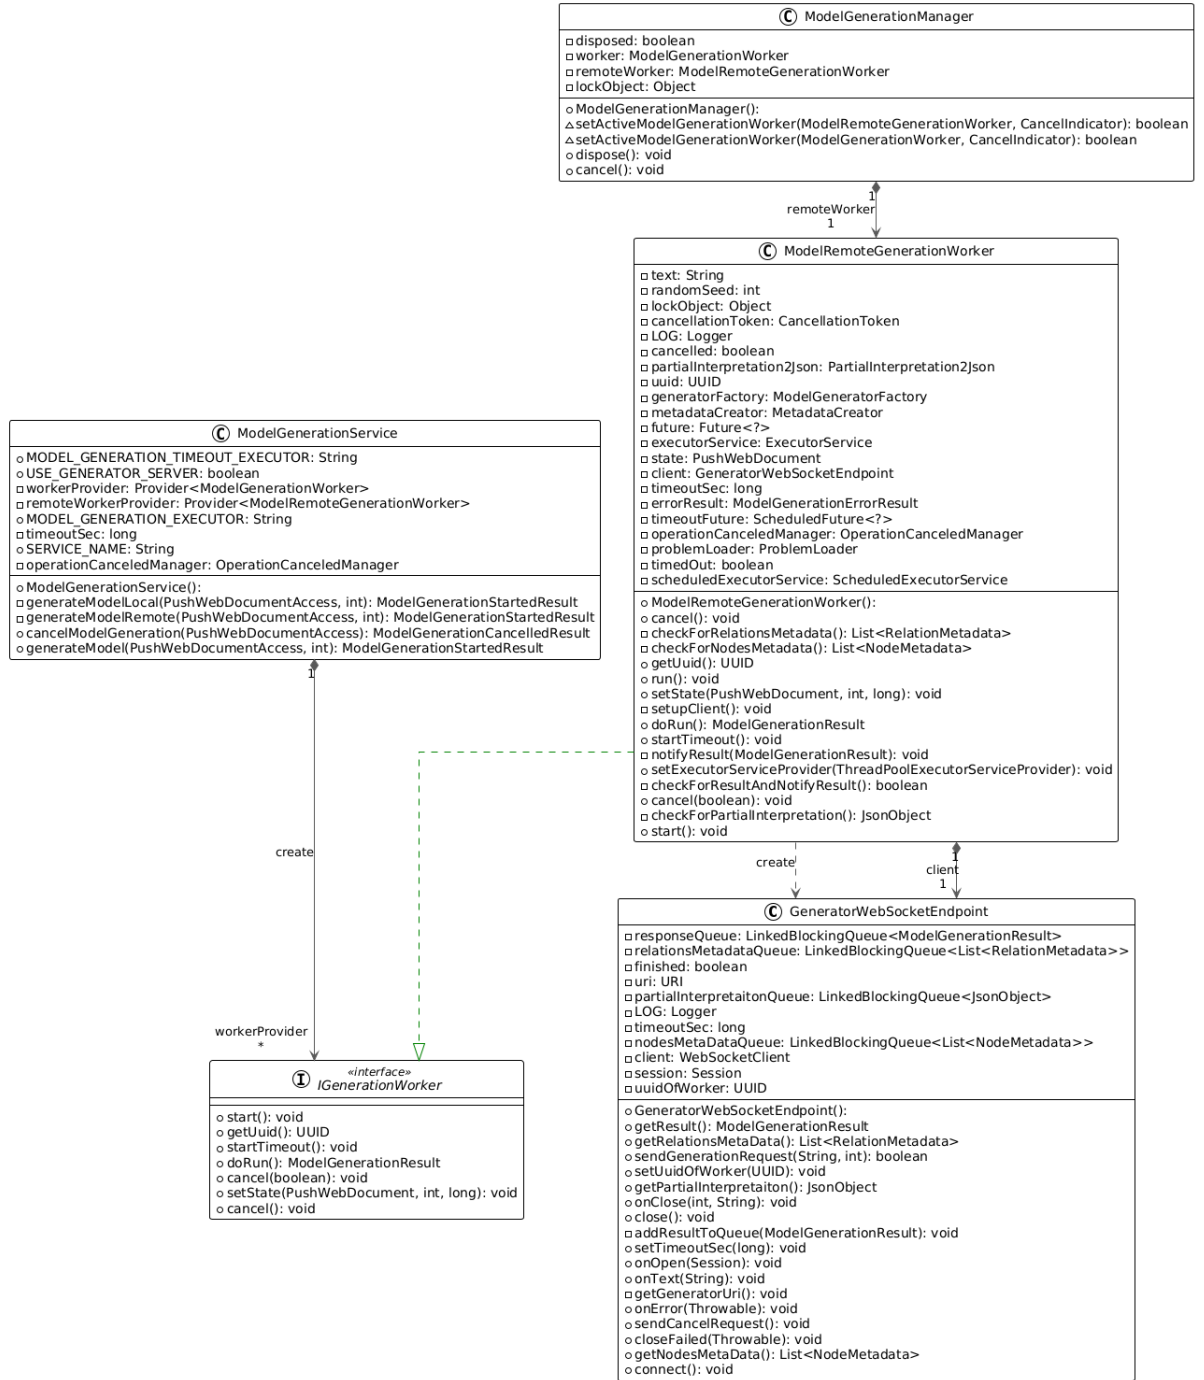 C ModelGenerationManager
disposed: boolean
worker: ModelGenerationWorker
remoteWorker: ModelRemoteGenerationWorker
lockObject: Object
ModelGenerationManager():
setActiveModelGenerationWorker(ModelRemoteGenerationWorker, CancelIndicator): boolean
setActiveModelGenerationWorker(ModelGenerationWorker, CancelIndicator): boolean
dispose(): void
cancel(): void
1
remoteWorker
1
C ModelRemoteGenerationWorker
text: String
randomSeed: int
lockObject: Object
cancellationToken: CancellationToken
LOG: Logger
cancelled: boolean
partialInterpretation2Json: PartialInterpretation2Json
uuid: UUID
generatorFactory: ModelGeneratorFactory
metadataCreator: MetadataCreator
future: Future<?>
executorService: ExecutorService
state: PushWebDocument
client: GeneratorWebSocketEndpoint
timeoutSec: long
errorResult: ModelGenerationErrorResult
timeoutFuture: ScheduledFuture<?>
operationCanceledManager: OperationCanceledManager
problemLoader: ProblemLoader
timedOut: boolean
scheduledExecutorService: ScheduledExecutorService
ModelRemoteGenerationWorker():
cancel(): void
checkForRelationsMetadata(): List<RelationMetadata>
checkForNodesMetadata(): List<NodeMetadata>
getUuid(): UUID
run(): void
setState(PushWebDocument, int, long): void
setupClient(): void
doRun(): ModelGenerationResult
startTimeout(): void
notifyResult(ModelGenerationResult): void
setExecutorServiceProvider(ThreadPoolExecutorServiceProvider): void
checkForResultAndNotifyResult(): boolean
cancel(boolean): void
checkForPartialInterpretation(): JsonObject
start(): void
C ModelGenerationService
MODEL_GENERATION_TIMEOUT_EXECUTOR: String
USE_GENERATOR_SERVER: boolean
workerProvider: Provider<ModelGenerationWorker>
remoteWorkerProvider: Provider<ModelRemoteGenerationWorker>
MODEL_GENERATION_EXECUTOR: String
timeoutSec: long
SERVICE_NAME: String
operationCanceledManager: OperationCanceledManager
ModelGenerationService():
generateModelLocal(PushWebDocumentAccess, int): ModelGenerationStartedResult
generateModelRemote(PushWebDocumentAccess, int): ModelGenerationStartedResult
cancelModelGeneration(PushWebDocumentAccess): ModelGenerationCancelledResult
generateModel(PushWebDocumentAccess, int): ModelGenerationStartedResult
1
create
workerProvider
*
create
1
client
1
I «interface»
IGenerationWorker
start(): void
getUuid(): UUID
startTimeout(): void
doRun(): ModelGenerationResult
cancel(boolean): void
setState(PushWebDocument, int, long): void
cancel(): void
C GeneratorWebSocketEndpoint
responseQueue: LinkedBlockingQueue<ModelGenerationResult>
relationsMetadataQueue: LinkedBlockingQueue<List<RelationMetadata>>
finished: boolean
uri: URI
partialInterpretaitonQueue: LinkedBlockingQueue<JsonObject>
LOG: Logger
timeoutSec: long
nodesMetaDataQueue: LinkedBlockingQueue<List<NodeMetadata>>
client: WebSocketClient
session: Session
uuidOfWorker: UUID
GeneratorWebSocketEndpoint():
getResult(): ModelGenerationResult
getRelationsMetaData(): List<RelationMetadata>
sendGenerationRequest(String, int): boolean
setUuidOfWorker(UUID): void
getPartialInterpretaiton(): JsonObject
onClose(int, String): void
close(): void
addResultToQueue(ModelGenerationResult): void
setTimeoutSec(long): void
onOpen(Session): void
onText(String): void
getGeneratorUri(): void
onError(Throwable): void
sendCancelRequest(): void
closeFailed(Throwable): void
getNodesMetaData(): List<NodeMetadata>
connect(): void